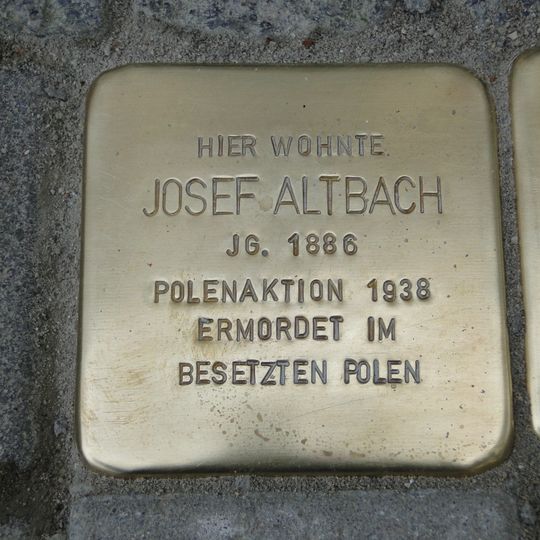 HIER WOHNTE
JOSEF ALTBACH
JG. 1886
POLENAKTION 1938
ERMORDET IM
BESETZTEN POLEN